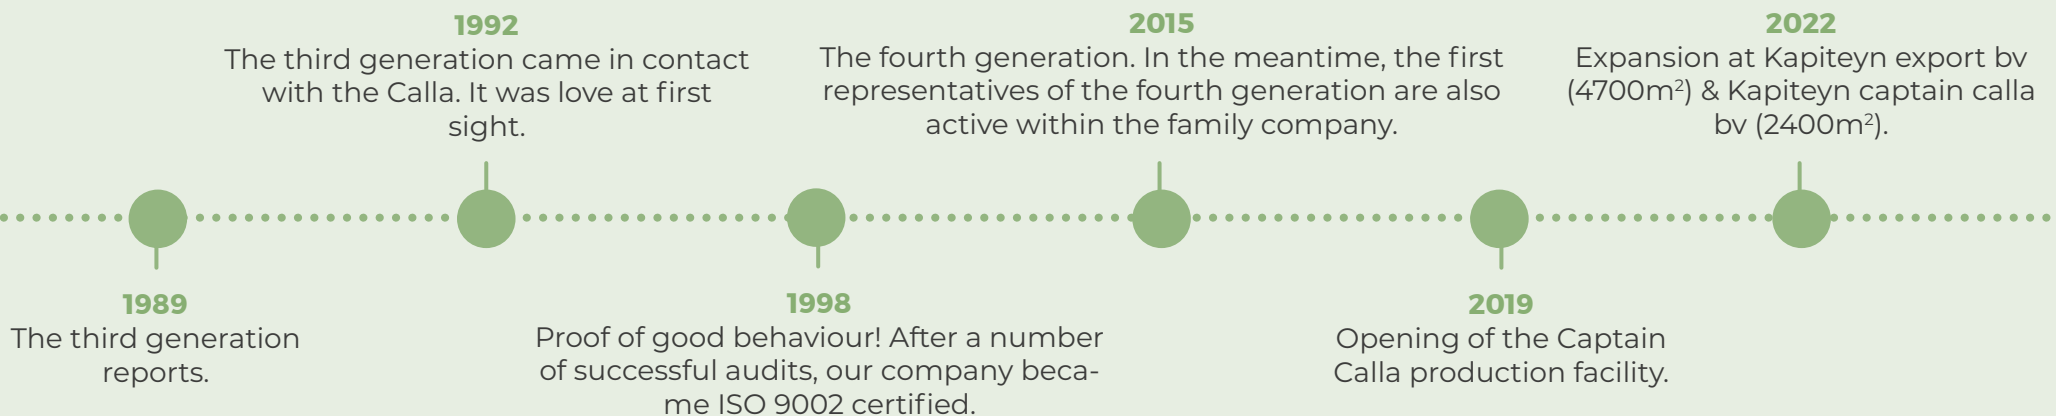 1992
The third generation came in contact
with the Calla. It was love at first
sight.
2015
The fourth generation. In the meantime, the first
representatives of the fourth generation are also
active within the family company.
2022
Expansion at Kapiteyn export bv
(4700m²) & Kapiteyn captain calla
bv (2400m²).
1989
The third generation
reports.
1998
Proof of good behaviour! After a number
of successful audits, our company beca-
me ISO 9002 certified.
2019
Opening of the Captain
Calla production facility.